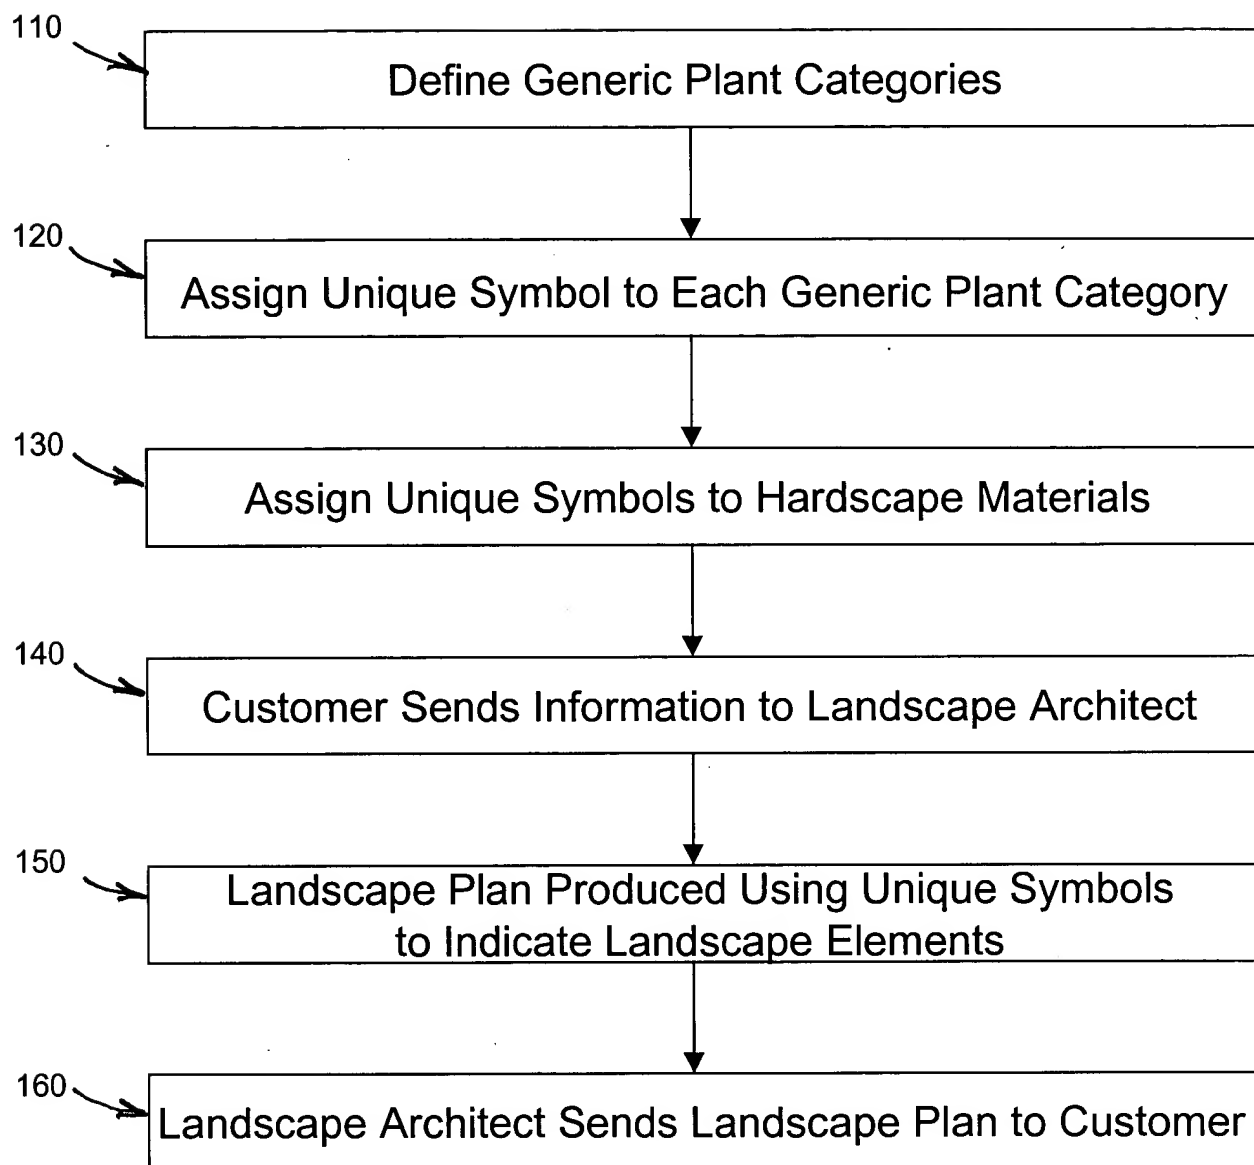 110
Define Generic Plant Categories
120
Assign Unique Symbol to Each Generic Plant Category
130
Assign Unique Symbols to Hardscape Materials
140
Customer Sends Information to Landscape Architect
150
Landscape Plan Produced Using Unique Symbols
to Indicate Landscape Elements
160
Landscape Architect Sends Landscape Plan to Customer